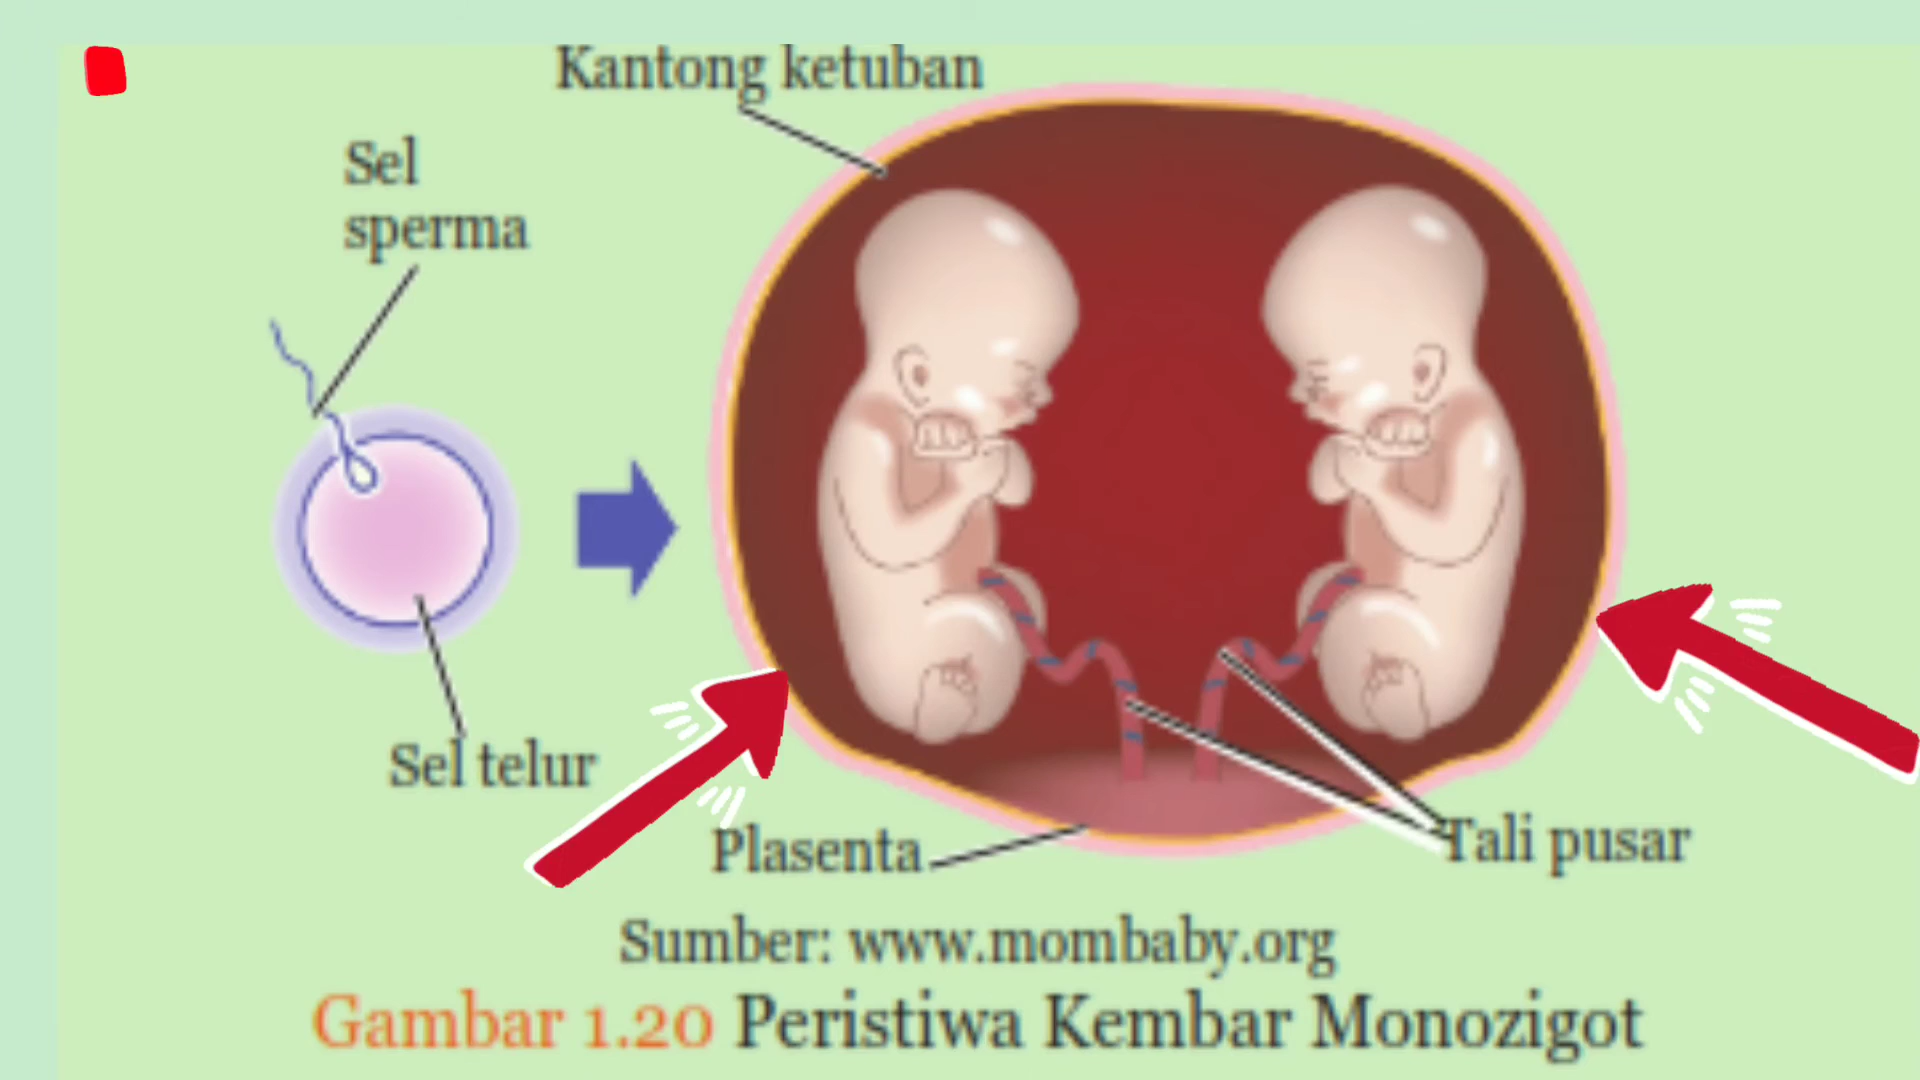 Kantong ketuban
Sel
sperma
Sel telur
Plasenta
Tali pusar
Sumber: www.mombaby.org
Gambar 1.20 Peristiwa Kembar Monozigot